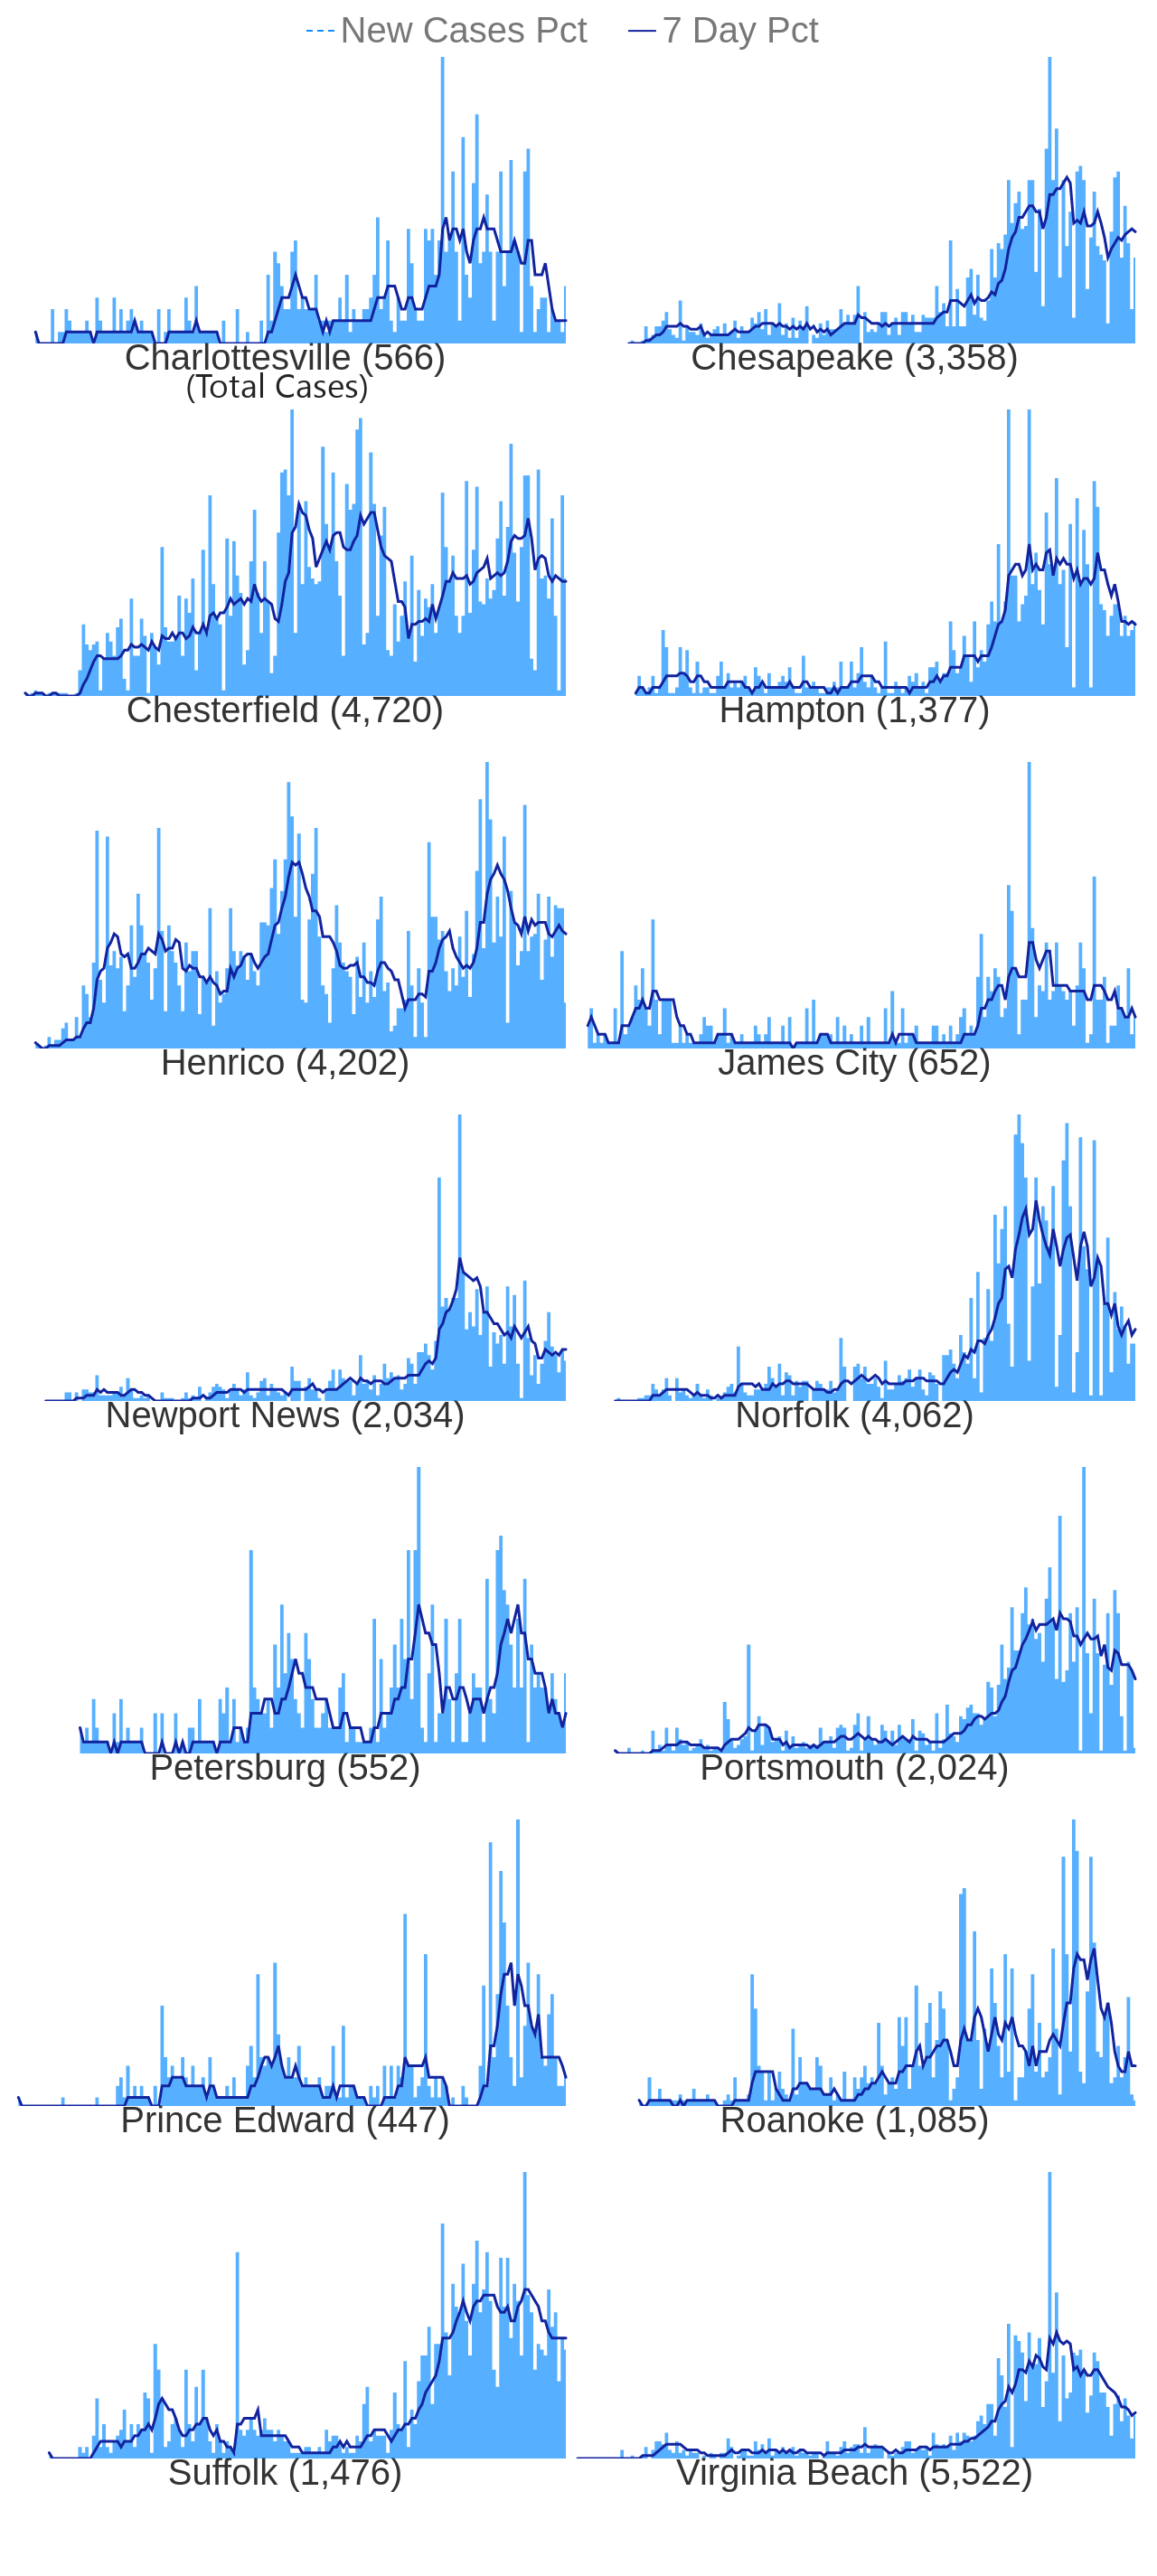 New Cases Pct 7 Day Pct
Charlottesville (566) Chesapeake (3,358)
(Total Cases)
Chesterfield (4,720) Hampton (1,377)
Henrico (4,202) James City (652)
Newport News (2,034) Norfolk (4,062)
Petersburg (552) Portsmouth (2,024)
Prince Edward (447) Roanoke (1,085)
Suffolk (1,476) Virginia Beach (5,522)